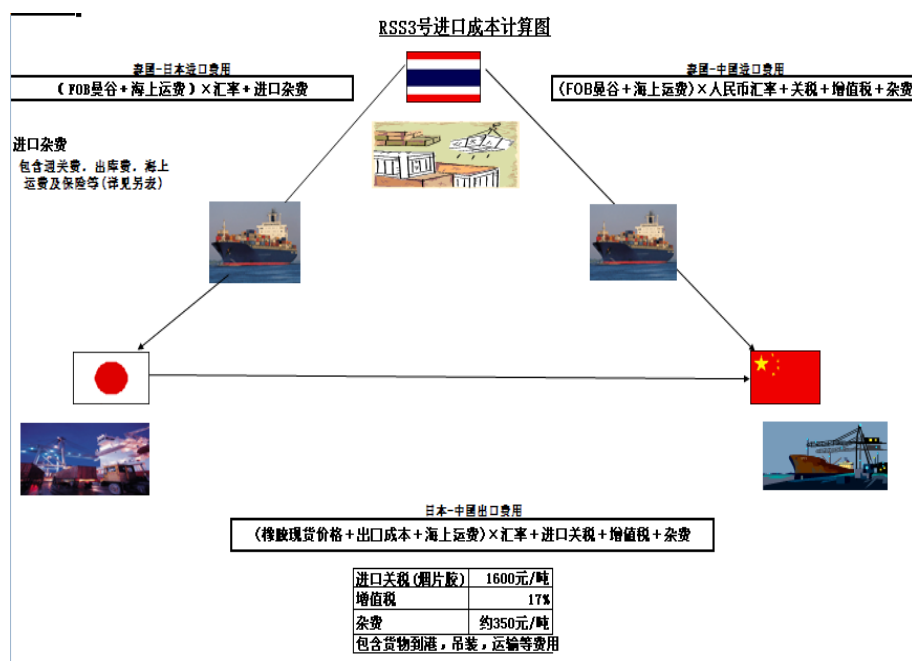 RSS3号进口成本计算图
泰國-日本進口费用
(FOB曼谷+海上运费)×汇率+进口杂费
泰國-中國進口费用
(FOB曼谷+海上运费)×人民币汇率+关税+增值税+杂费
进口杂费
包含通关费．出库费．海上
运费及保险等(详见另表)
日本-中國出口费用
(橡胶现货价格+出口成本+海上运费)×汇率+进口关税+增值税+杂费
进口关税(烟片胶) 1600元/吨
增值税 17%
杂费 约350元/吨
包含货物到港，吊装，运输等费用